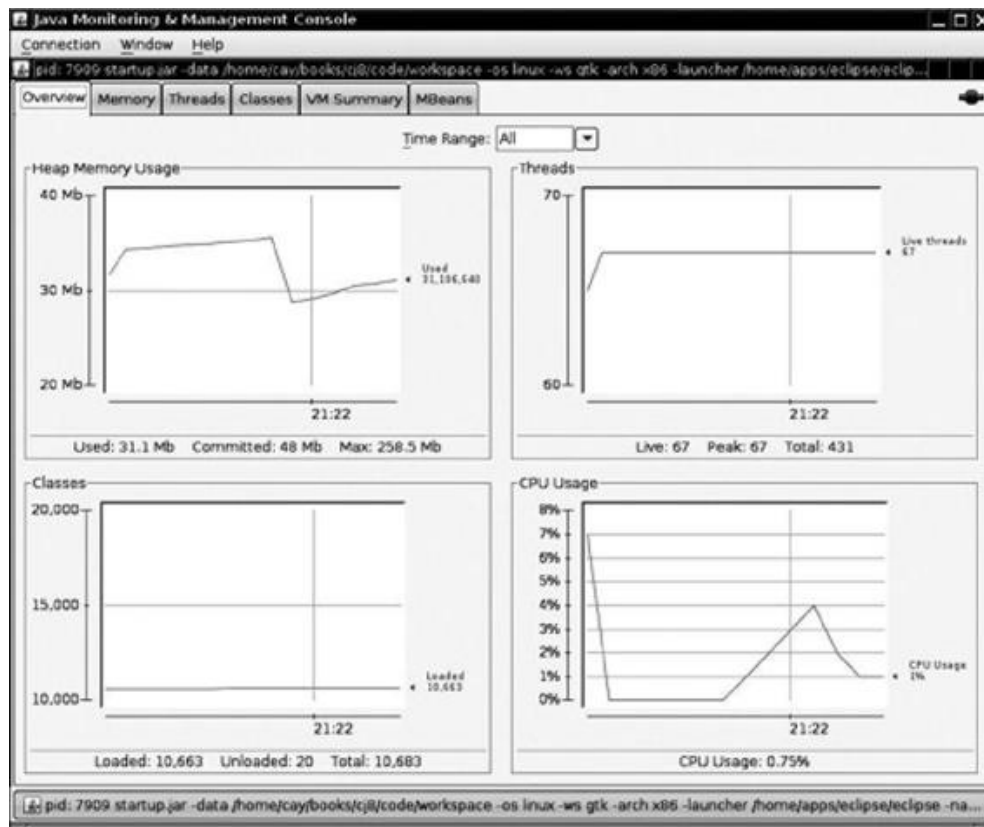 Java Monitoring & Management Console
Connection Window Help
pid: 7909 startup.jar -data /home/cay/books/cj8/code/workspace -os linux -ws gtk -arch x86 -launcher /home/apps/eclipse/eclip...
Overview Memory Threads Classes VM Summary MBeans
Time Range: All
Heap Memory Usage
40 Mb
30 Mb
20 Mb
Used
31,106,640
21:22
Used: 31.1 Mb Committed: 48 Mb Max: 258.5 Mb
Threads
70
60
Live threads
67
21:22
Live: 67 Peak: 67 Total: 431
Classes
20,000
15,000
10,000
Loaded
10,663
21:22
Loaded: 10,663 Unloaded: 20 Total: 10,683
CPU Usage
8%
7%
6%
5%
4%
3%
2%
1%
0%
CPU Usage
1%
21:22
CPU Usage: 0.75%
pid: 7909 startup.jar -data /home/cay/books/cj8/code/workspace -os linux -ws gtk -arch x86 -launcher /home/apps/eclipse/eclipse -na...